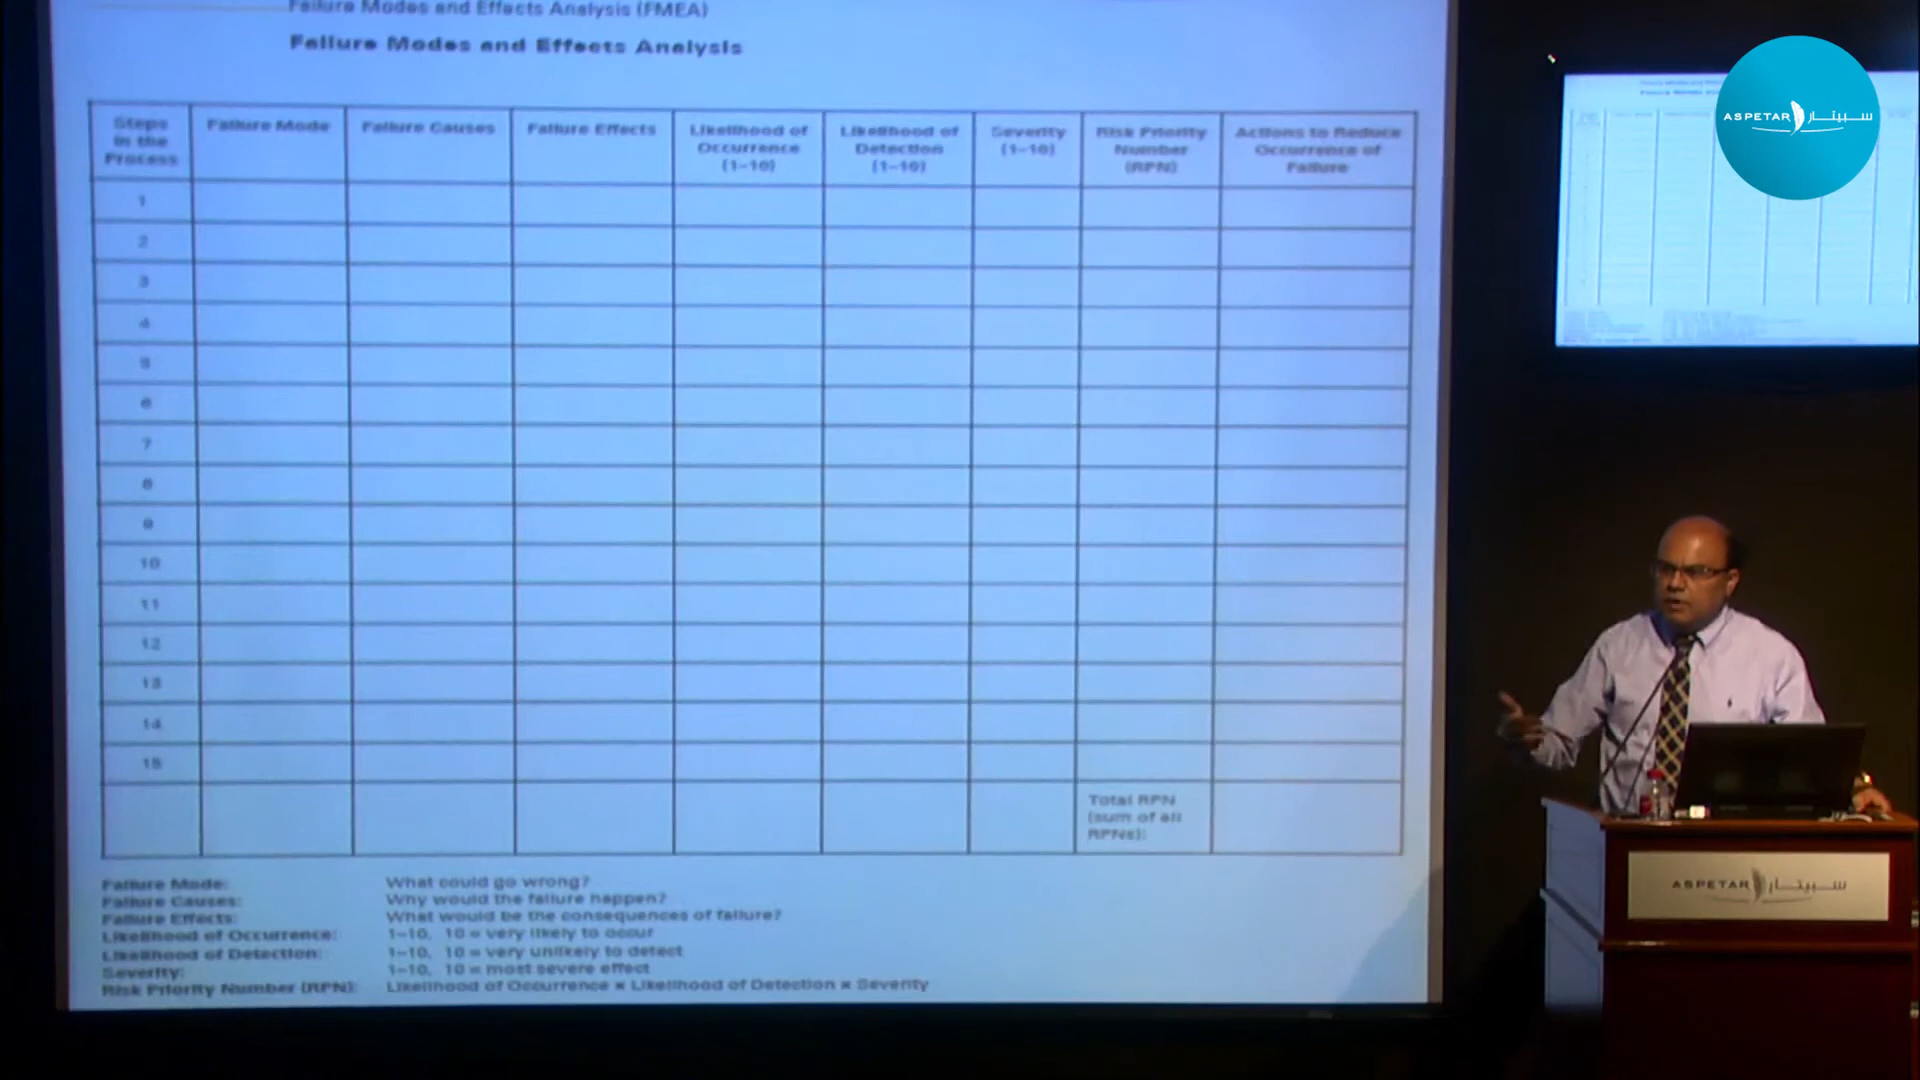 Failure Modes and Effects Analysis (FMEA)
Failure Modes and Effects Analysis
Steps in the Process
Failure Mode
Failure Causes
Failure Effects
Likelihood of Occurrence (1–10)
Likelihood of Detection (1–10)
Severity (1–10)
Risk Priority Number (RPN)
Actions to Reduce Occurrence of Failure
1
2
3
4
5
6
7
8
9
10
11
12
13
14
15
Total RPN
(sum of all
RPNs):
Failure Mode: What could go wrong?
Failure Causes: Why would the failure happen?
Failure Effects: What would be the consequences of failure?
Likelihood of Occurrence: 1–10, 10 = very likely to occur
Likelihood of Detection: 1–10, 10 = very unlikely to detect
Severity: 1–10, 10 = most severe effect
Risk Priority Number (RPN): Likelihood of Occurrence × Likelihood of Detection × Severity
ASPETAR سبيتار
ASPETAR سبيتار